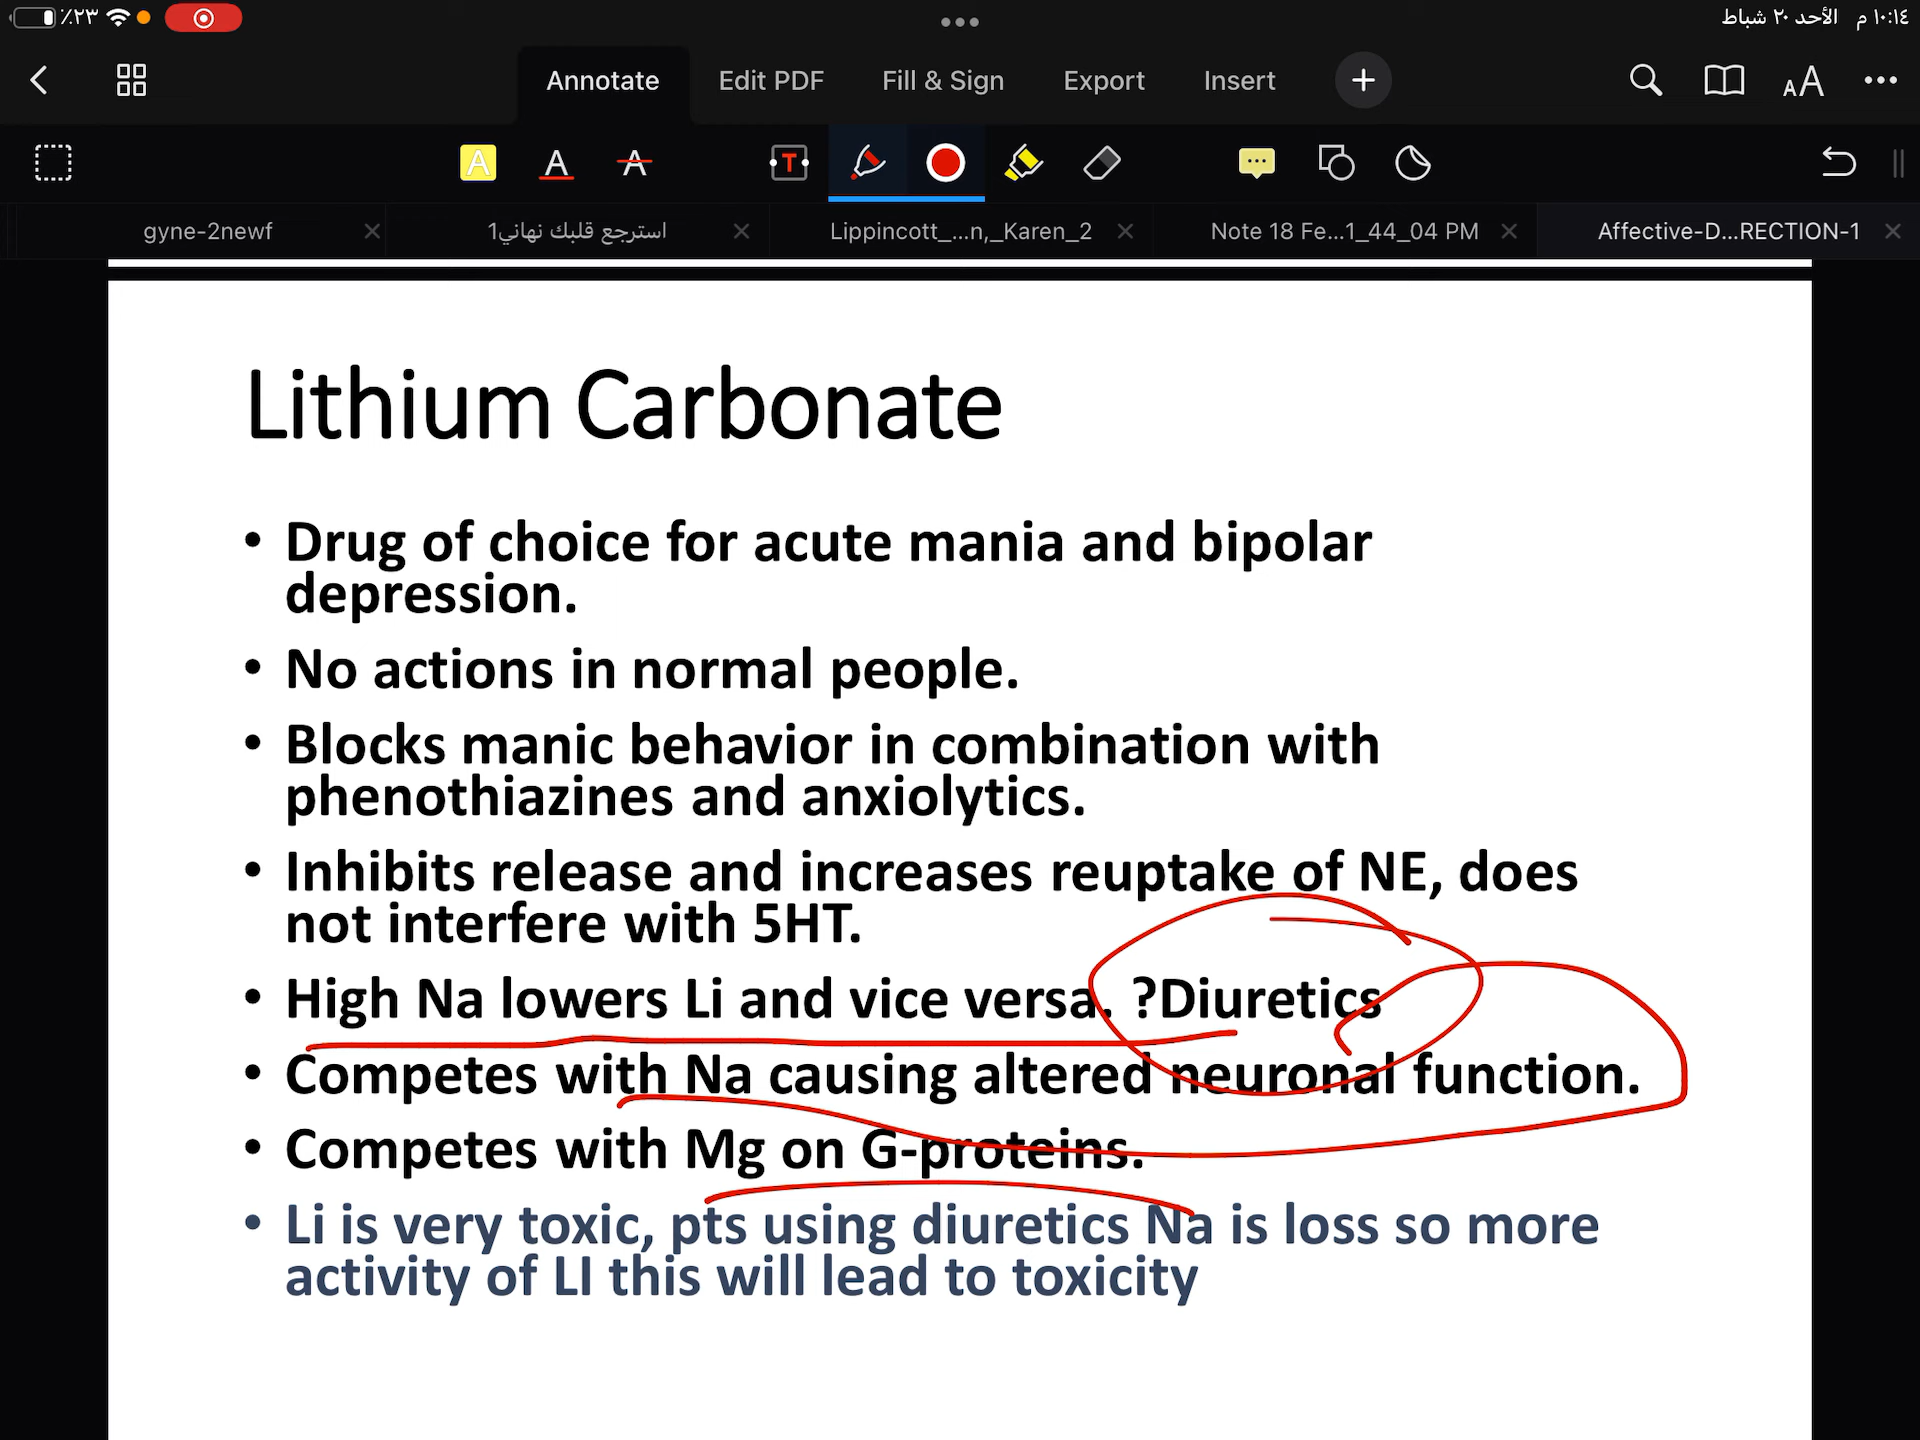 ٪٢٣
١٠:١٤ م الأحد ٢٠ شباط
Annotate Edit PDF Fill & Sign Export Insert +
AA
A A A T
gyne-2newf استرجع قلبك نهاني1 Lippincott_...n,_Karen_2 Note 18 Fe...1_44_04 PM Affective-D...RECTION-1
Lithium Carbonate
• Drug of choice for acute mania and bipolar
depression.
• No actions in normal people.
• Blocks manic behavior in combination with
phenothiazines and anxiolytics.
• Inhibits release and increases reuptake of NE, does
not interfere with 5HT.
• High Na lowers Li and vice versa. ?Diuretics
• Competes with Na causing altered neuronal function.
• Competes with Mg on G-proteins.
• Li is very toxic, pts using diuretics Na is loss so more
activity of LI this will lead to toxicity